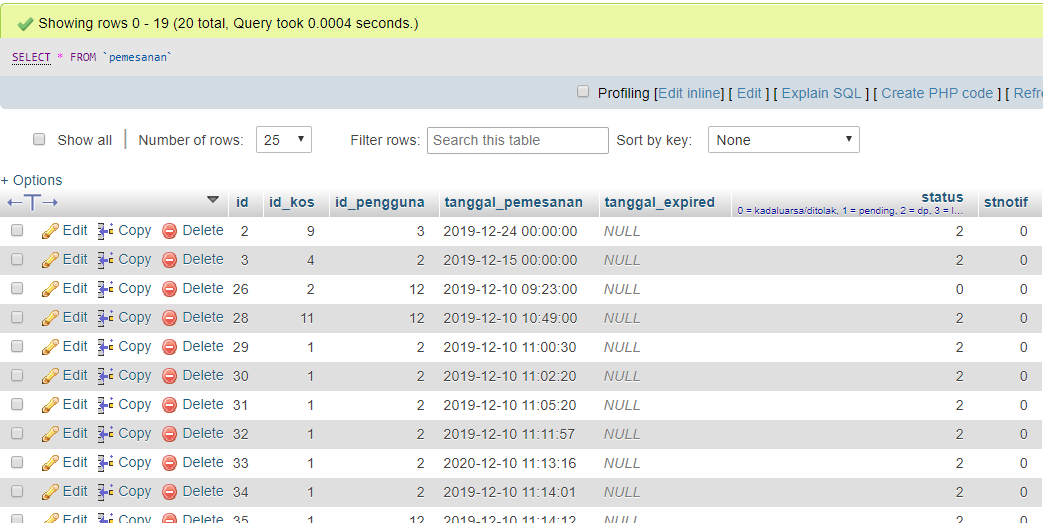 Showing rows 0 - 19 (20 total, Query took 0.0004 seconds.)
SELECT * FROM `pemesanan`
Profiling [Edit inline] [ Edit ] [ Explain SQL ] [ Create PHP code ] [ Refre
Show all | Number of rows: 25 Filter rows: Search this table Sort by key: None
+ Options
←T→ id id_kos id_pengguna tanggal_pemesanan tanggal_expired status stnotif
0 = kadaluarsa/ditolak, 1 = pending, 2 = dp, 3 = l...
Edit Copy Delete 2 9 3 2019-12-24 00:00:00 NULL 2 0
Edit Copy Delete 3 4 2 2019-12-15 00:00:00 NULL 2 0
Edit Copy Delete 26 2 12 2019-12-10 09:23:00 NULL 0 0
Edit Copy Delete 28 11 12 2019-12-10 10:49:00 NULL 2 0
Edit Copy Delete 29 1 2 2019-12-10 11:00:30 NULL 2 0
Edit Copy Delete 30 1 2 2019-12-10 11:02:20 NULL 2 0
Edit Copy Delete 31 1 2 2019-12-10 11:05:20 NULL 2 0
Edit Copy Delete 32 1 2 2019-12-10 11:11:57 NULL 2 0
Edit Copy Delete 33 1 2 2020-12-10 11:13:16 NULL 2 0
Edit Copy Delete 34 1 2 2019-12-10 11:14:01 NULL 2 0
Edit Copy Delete 35 1 12 2019-12-10 11:14:12 NULL 2 0